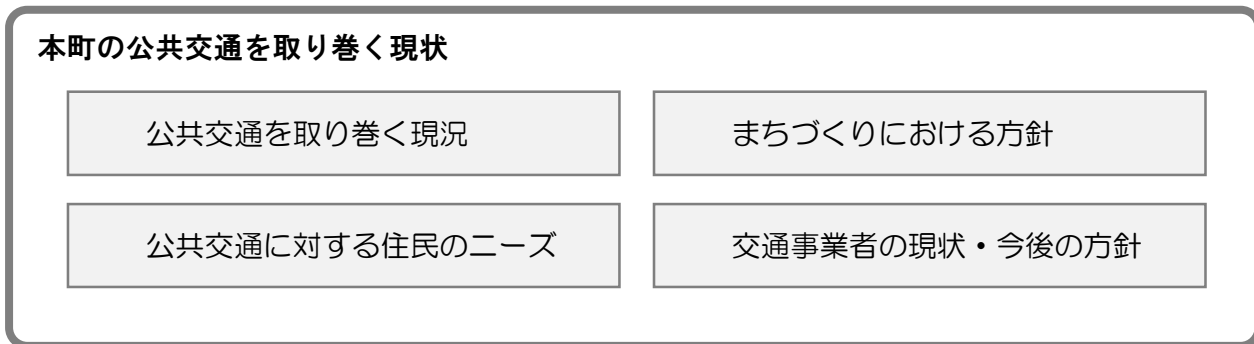 本町の公共交通を取り巻く現状
公共交通を取り巻く現況
まちづくりにおける方針
公共交通に対する住民のニーズ
交通事業者の現状・今後の方針